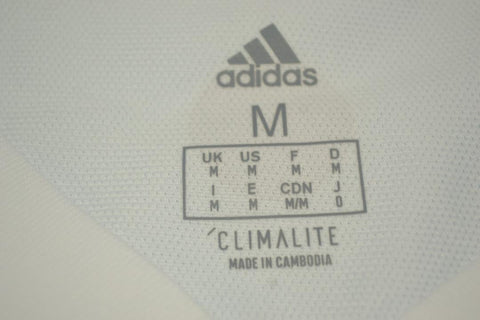 adidas
M
UK US F D
M M M M
I E CDN J
M M M/M O
CLIMALITE
MADE IN CAMBODIA